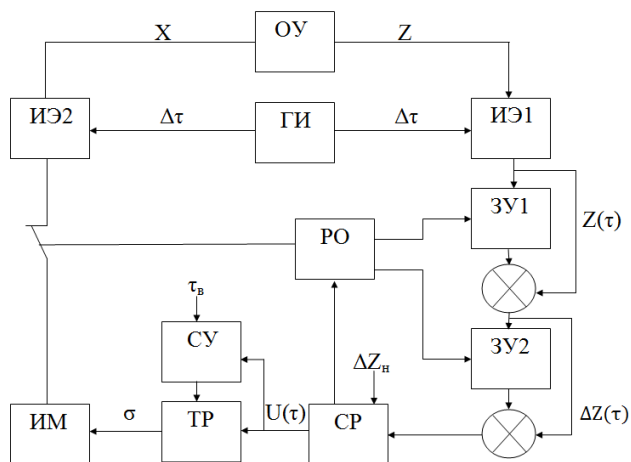 X
ОУ
Z
ИЭ2
Δτ
ГИ
Δτ
ИЭ1
ЗУ1
Z(τ)
РО
τв
СУ
ΔZн
ЗУ2
ИМ
σ
ТР
U(τ)
СР
ΔZ(τ)